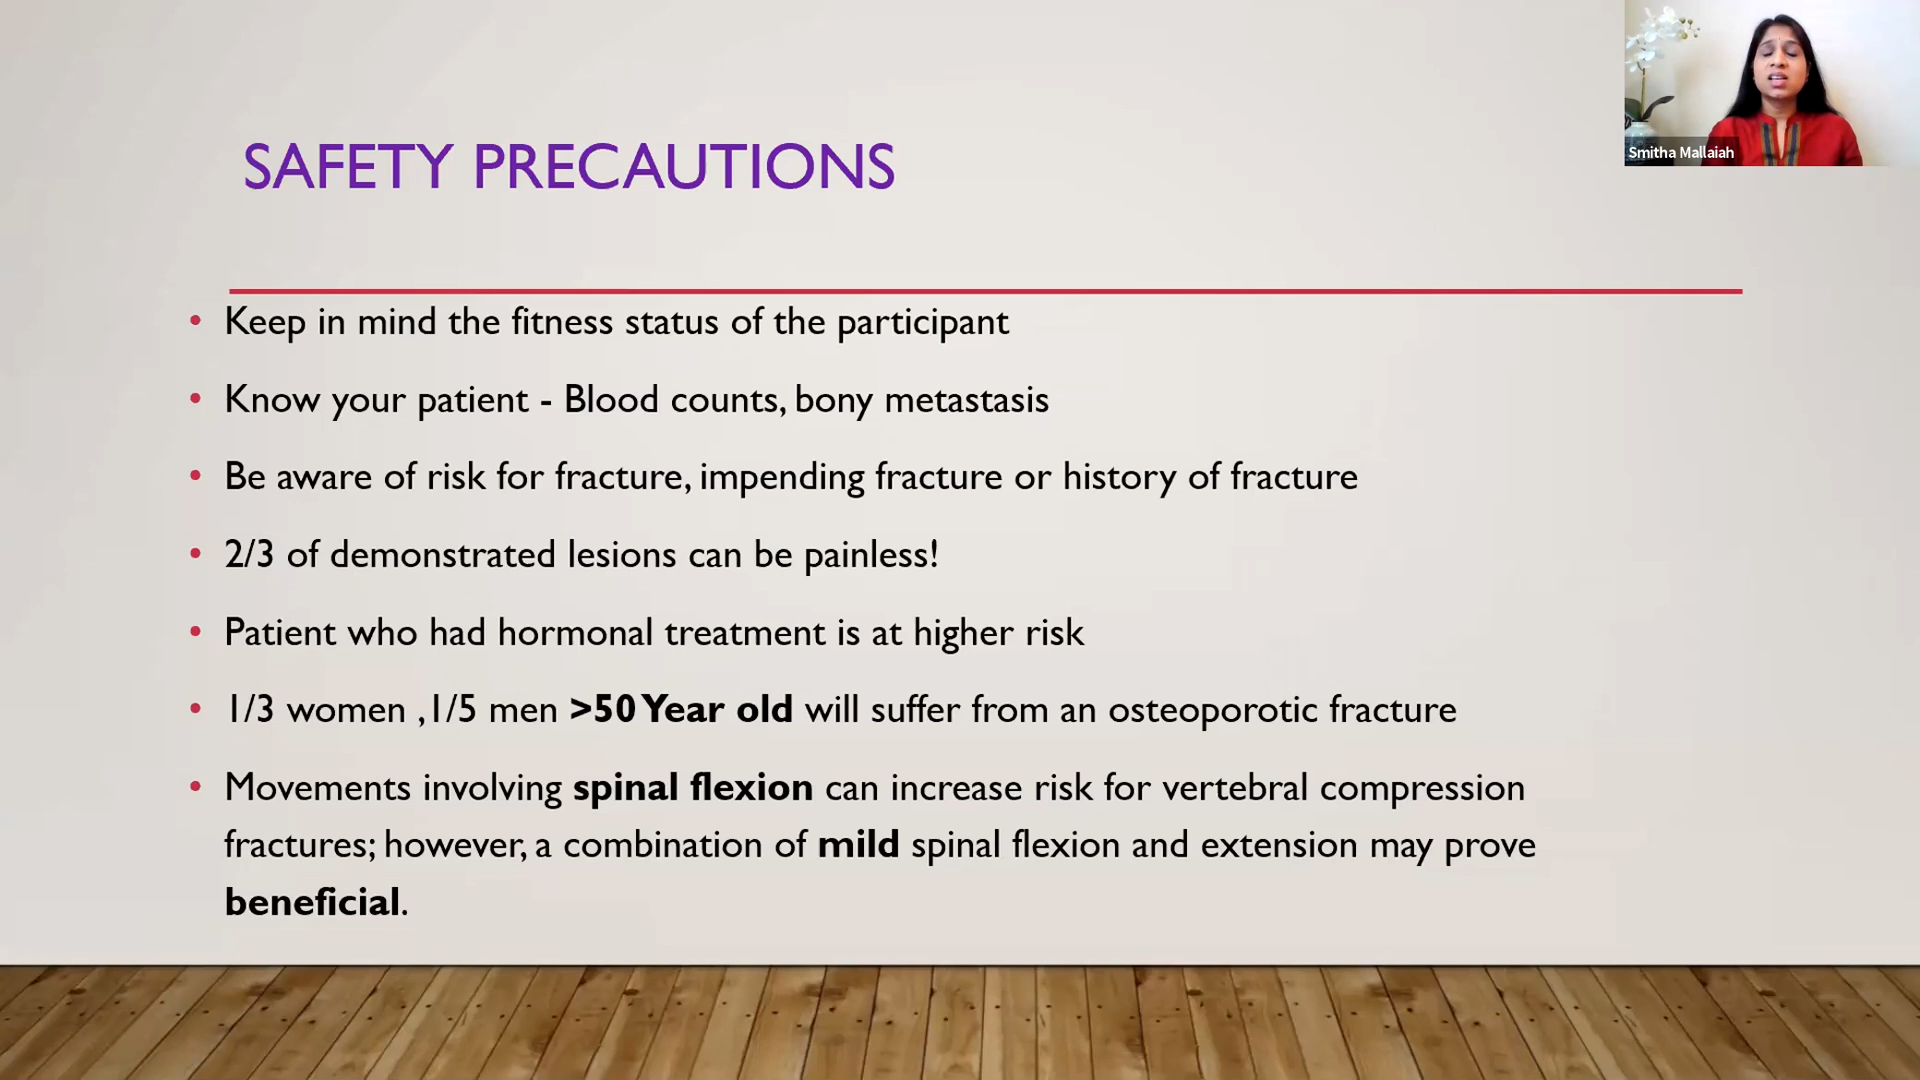 Smitha Mallaiah
SAFETY PRECAUTIONS
• Keep in mind the fitness status of the participant
• Know your patient - Blood counts, bony metastasis
• Be aware of risk for fracture, impending fracture or history of fracture
• 2/3 of demonstrated lesions can be painless!
• Patient who had hormonal treatment is at higher risk
• 1/3 women ,1/5 men >50 Year old will suffer from an osteoporotic fracture
• Movements involving spinal flexion can increase risk for vertebral compression
fractures; however, a combination of mild spinal flexion and extension may prove
beneficial.